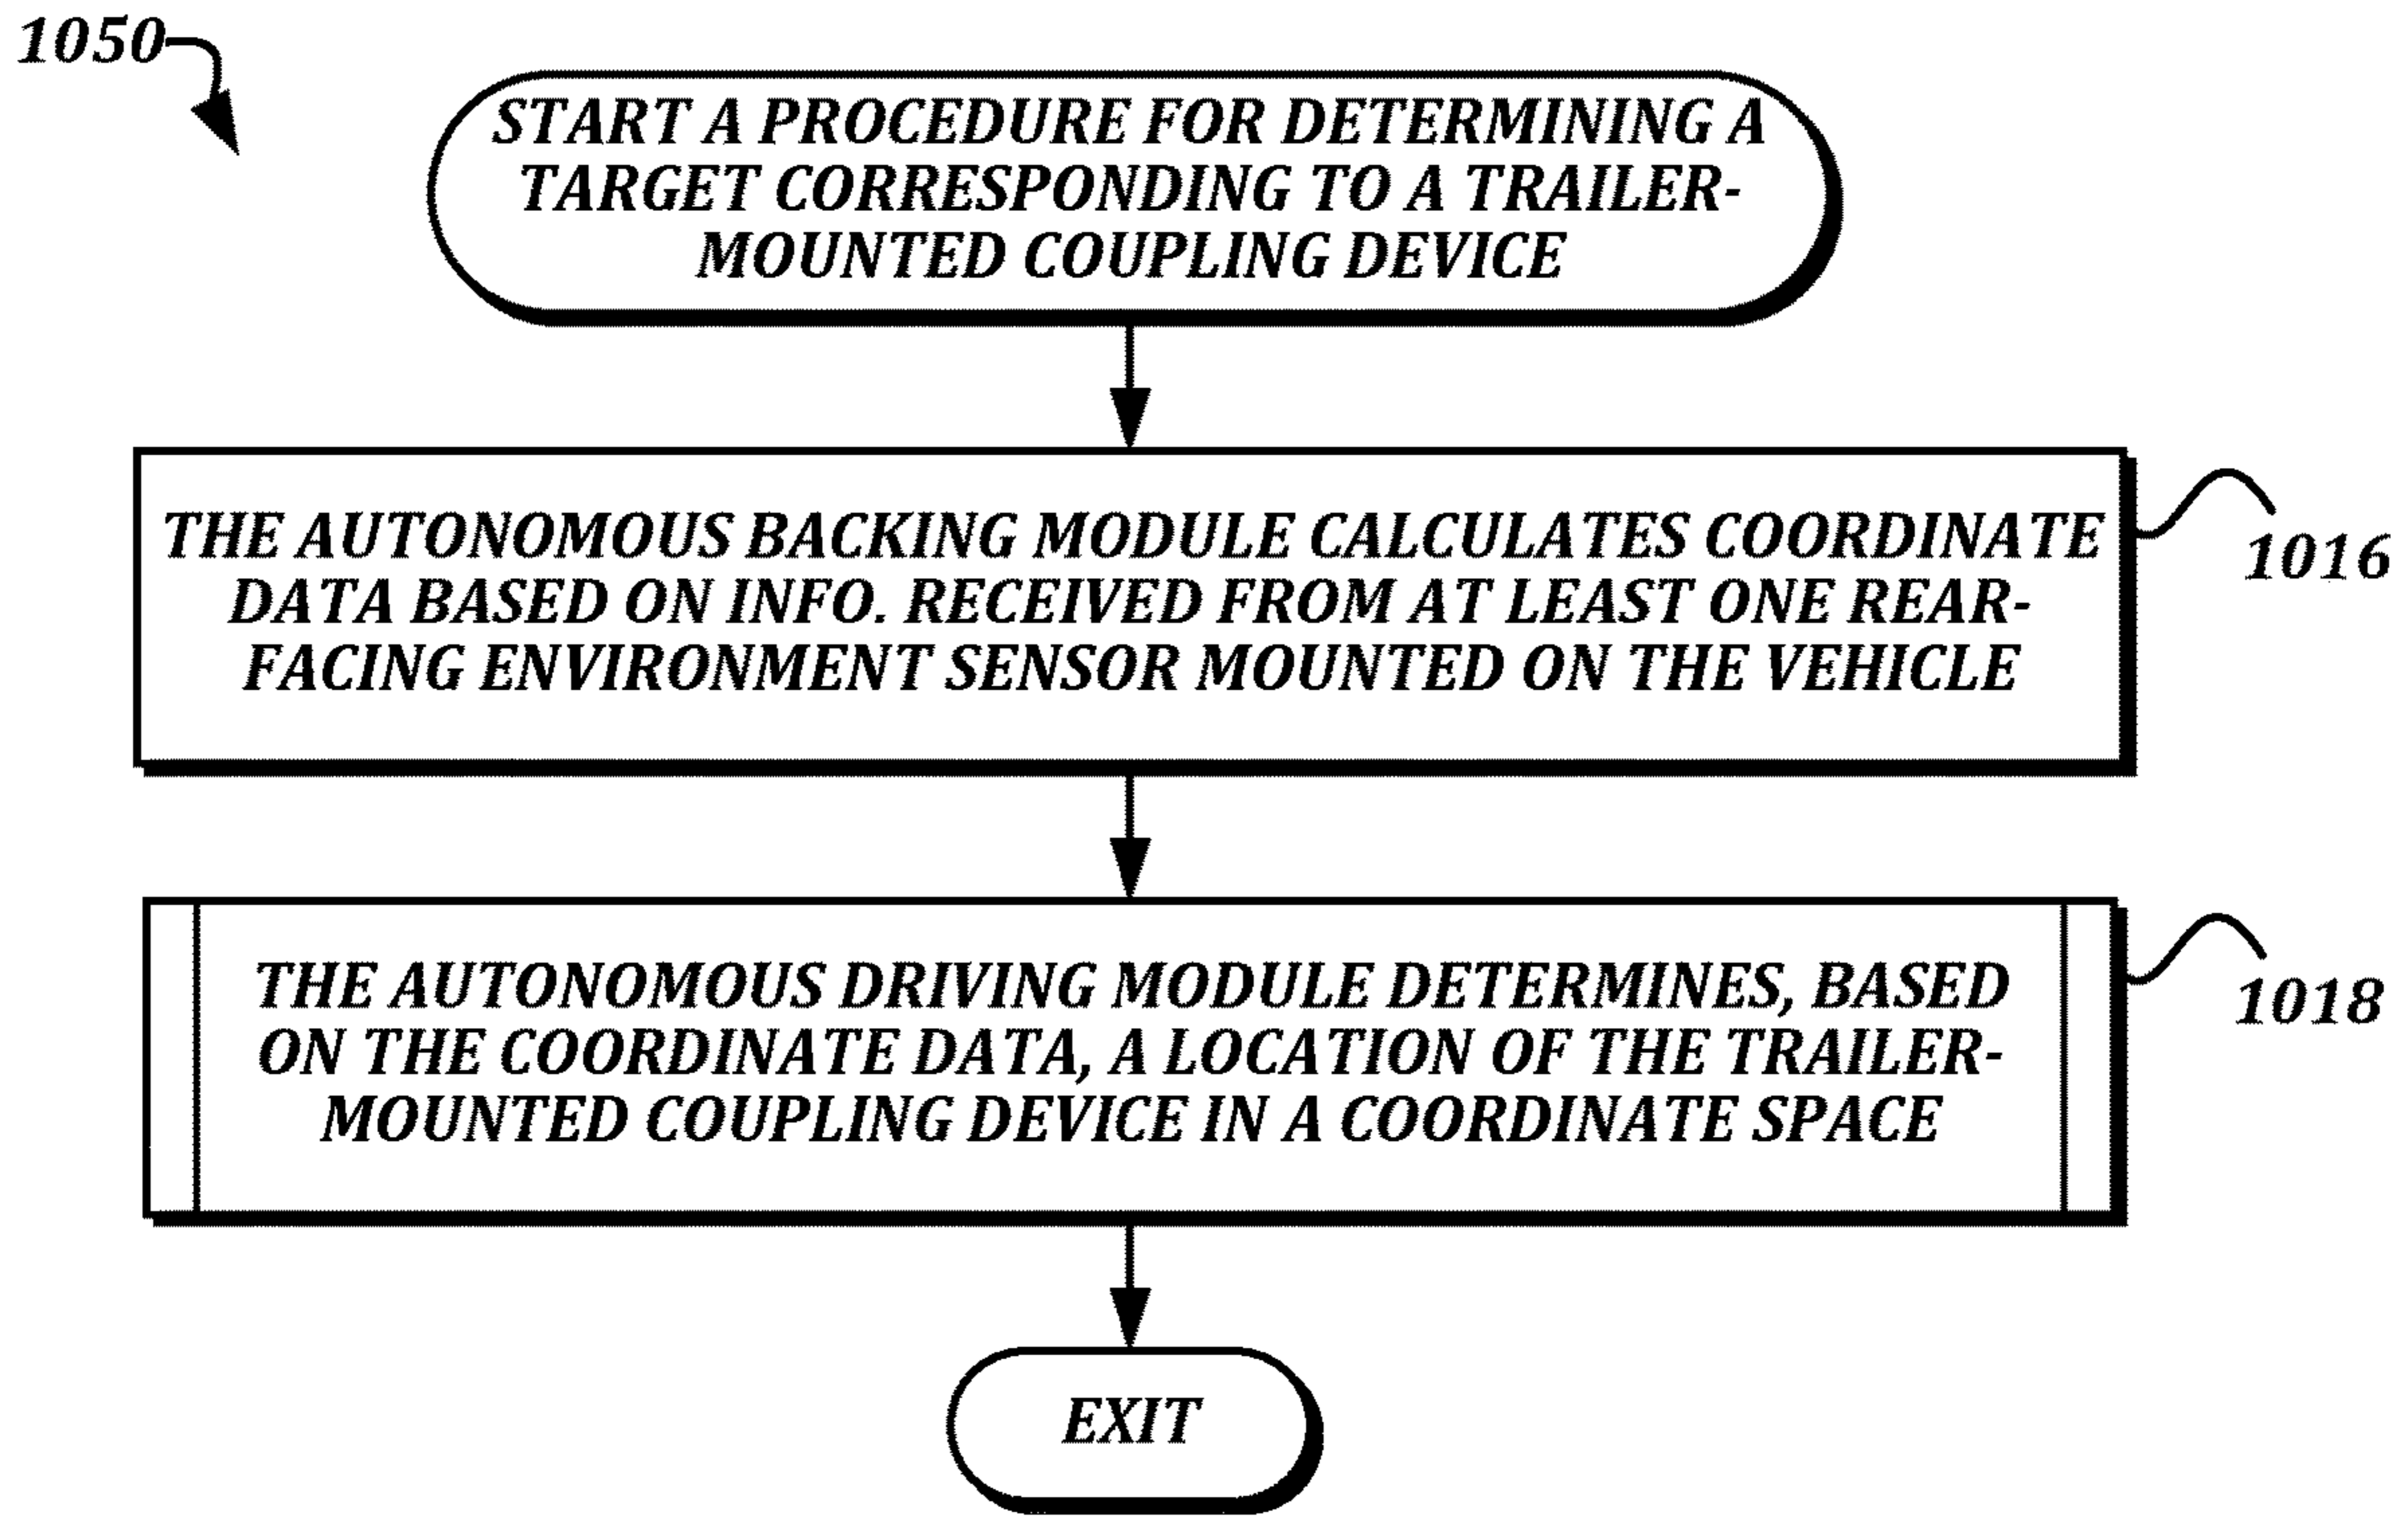 1050
START A PROCEDURE FOR DETERMINING A
TARGET CORRESPONDING TO A TRAILER-
MOUNTED COUPLING DEVICE
THE AUTONOMOUS BACKING MODULE CALCULATES COORDINATE
DATA BASED ON INFO. RECEIVED FROM AT LEAST ONE REAR-
FACING ENVIRONMENT SENSOR MOUNTED ON THE VEHICLE
1016
THE AUTONOMOUS DRIVING MODULE DETERMINES, BASED
ON THE COORDINATE DATA, A LOCATION OF THE TRAILER-
MOUNTED COUPLING DEVICE IN A COORDINATE SPACE
1018
EXIT